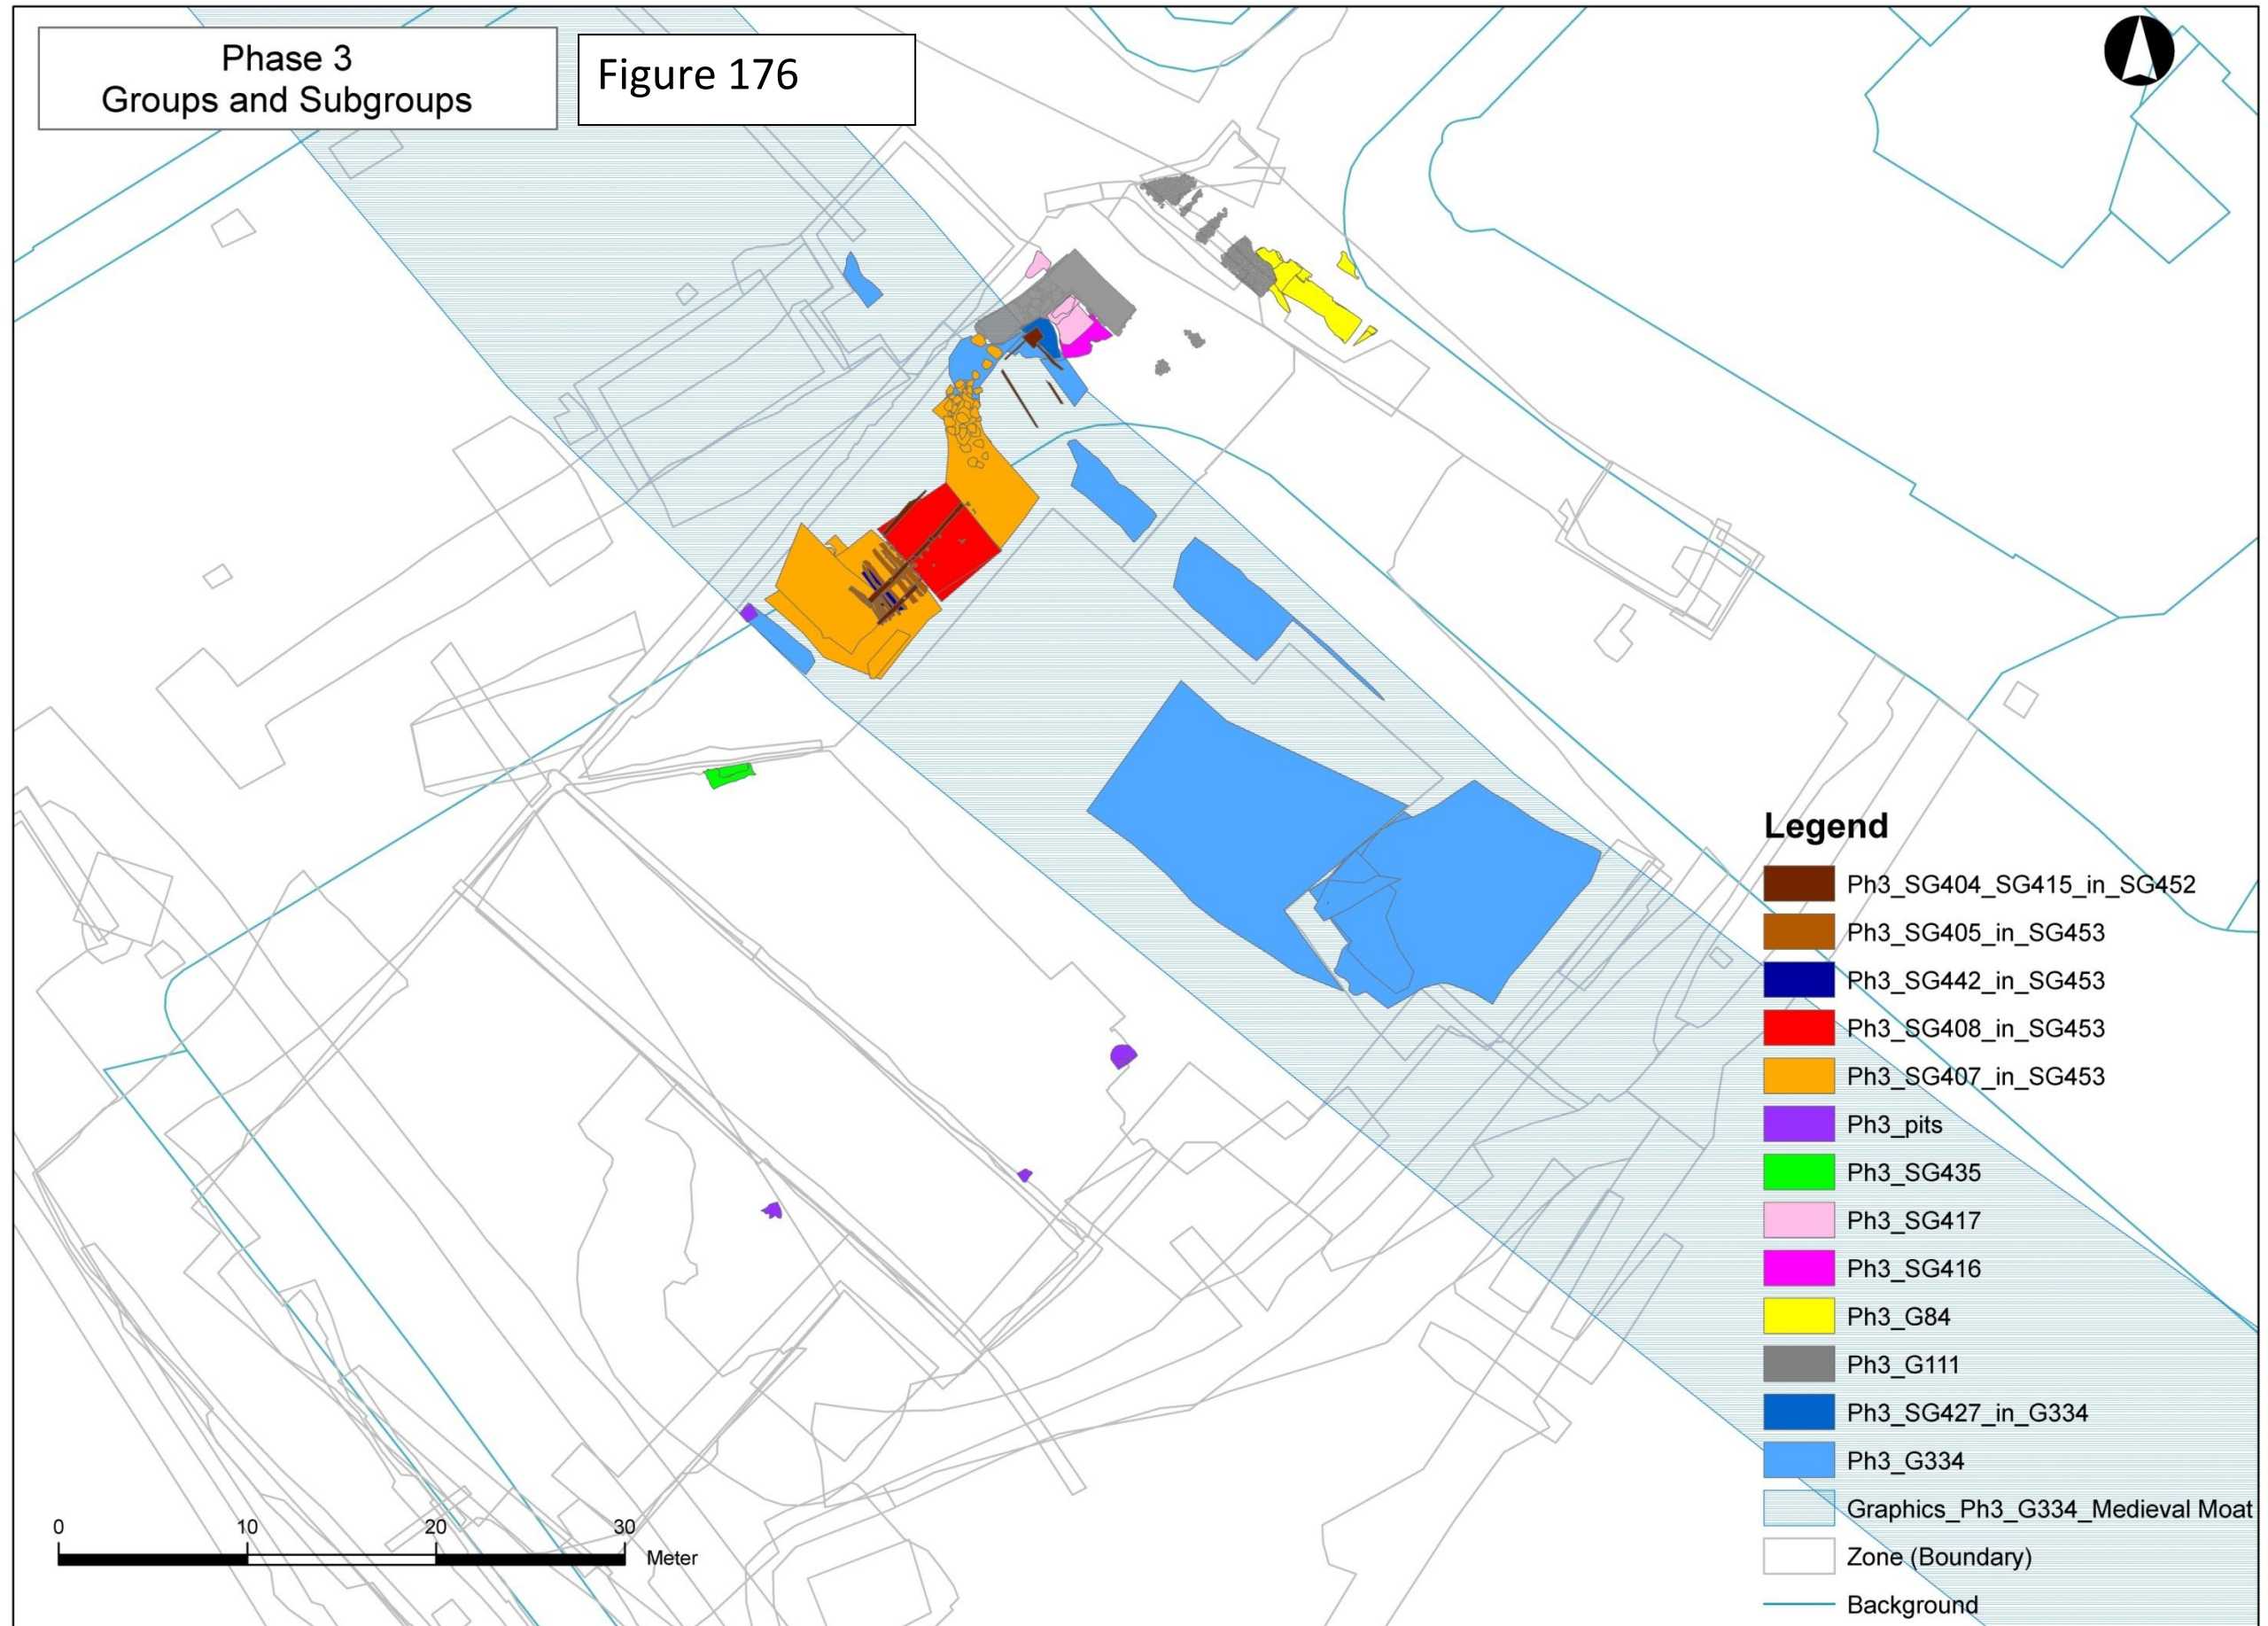 Phase 3
Groups and Subgroups
Figure 176
Legend
Ph3_SG404_SG415_in_SG452
Ph3_SG405_in_SG453
Ph3_SG442_in_SG453
Ph3_SG408_in_SG453
Ph3_SG407_in_SG453
Ph3_pits
Ph3_SG435
Ph3_SG417
Ph3_SG416
Ph3_G84
Ph3_G111
Ph3_SG427_in_G334
Ph3_G334
Graphics_Ph3_G334_Medieval Moat
Zone (Boundary)
Background
0 10 20 30
Meter